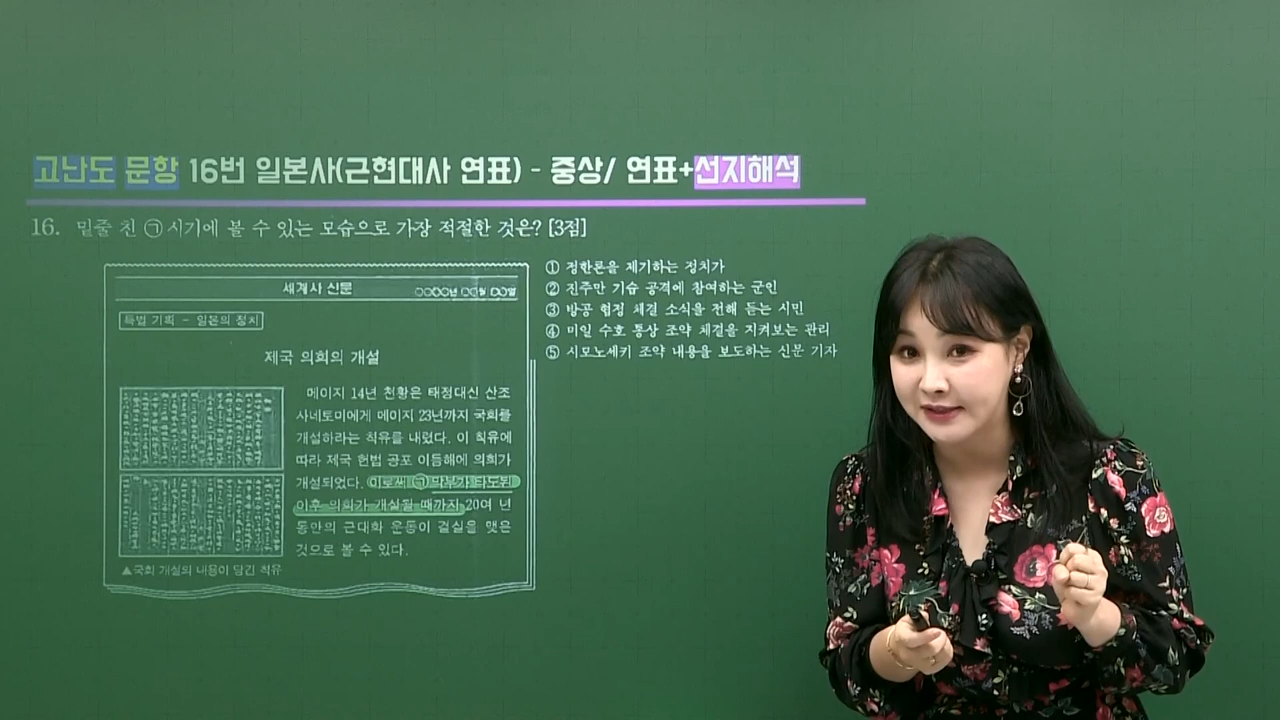 고난도 문항 16번 일본사(근현대사 연표) - 중상/ 연표+선지해석
16. 밑줄 친 ㉠ 시기에 볼 수 있는 모습으로 가장 적절한 것은? [3점]
세계사 신문
○○○○년 ○○월 ○○일
특별 기획 - 일본의 정치
제국 의회의 개설
메이지 14년 천황은 태정대신 산조
사네토미에게 메이지 23년까지 국회를
개설하라는 칙유를 내렸다. 이 칙유에
따라 제국 헌법 공포 이듬해에 의회가
개설되었다. 이로써 ㉠ 막부가 타도된
이후 의회가 개설될 때까지 20여 년
동안의 근대화 운동이 결실을 맺은
것으로 볼 수 있다.
▲국회 개설의 내용이 담긴 칙유
① 정한론을 제기하는 정치가
② 진주만 기습 공격에 참여하는 군인
③ 방공 협정 체결 소식을 전해 듣는 시민
④ 미일 수호 통상 조약 체결을 지켜보는 관리
⑤ 시모노세키 조약 내용을 보도하는 신문 기자